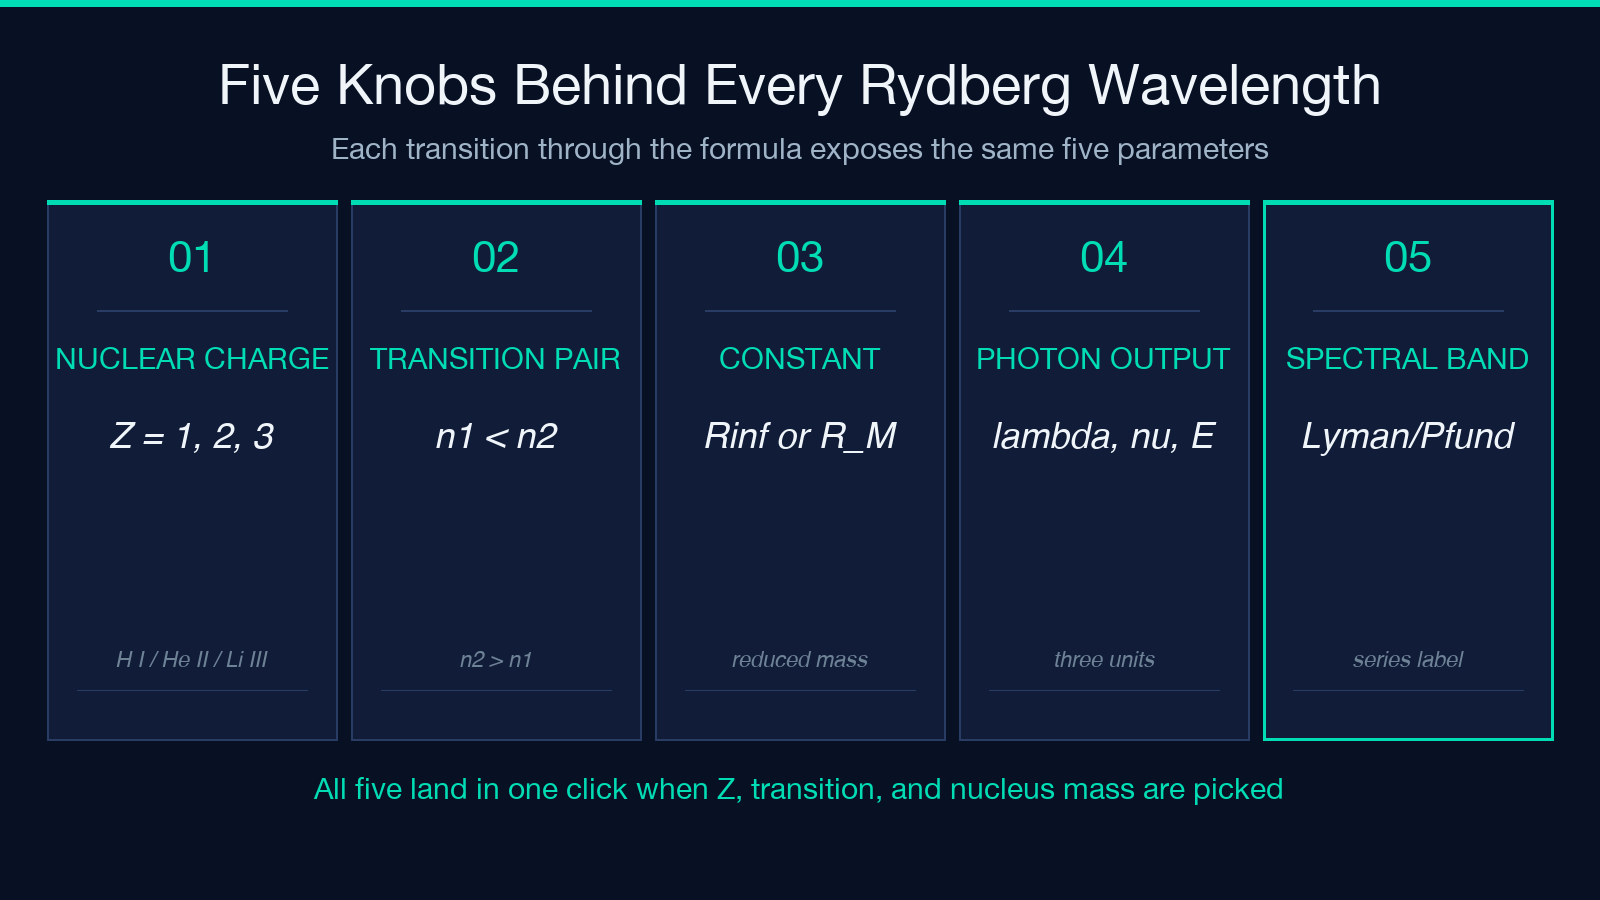 Five Knobs Behind Every Rydberg Wavelength
Each transition through the formula exposes the same five parameters
01
NUCLEAR CHARGE
Z = 1, 2, 3
H I / He II / Li III
02
TRANSITION PAIR
n1 < n2
n2 > n1
03
CONSTANT
Rinf or R_M
reduced mass
04
PHOTON OUTPUT
lambda, nu, E
three units
05
SPECTRAL BAND
Lyman/Pfund
series label
All five land in one click when Z, transition, and nucleus mass are picked